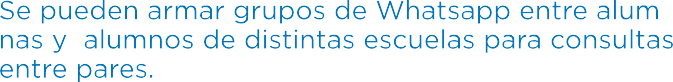 Se pueden armar grupos de Whatsapp entre alum
nas y  alumnos de distintas escuelas para consultas
entre pares.